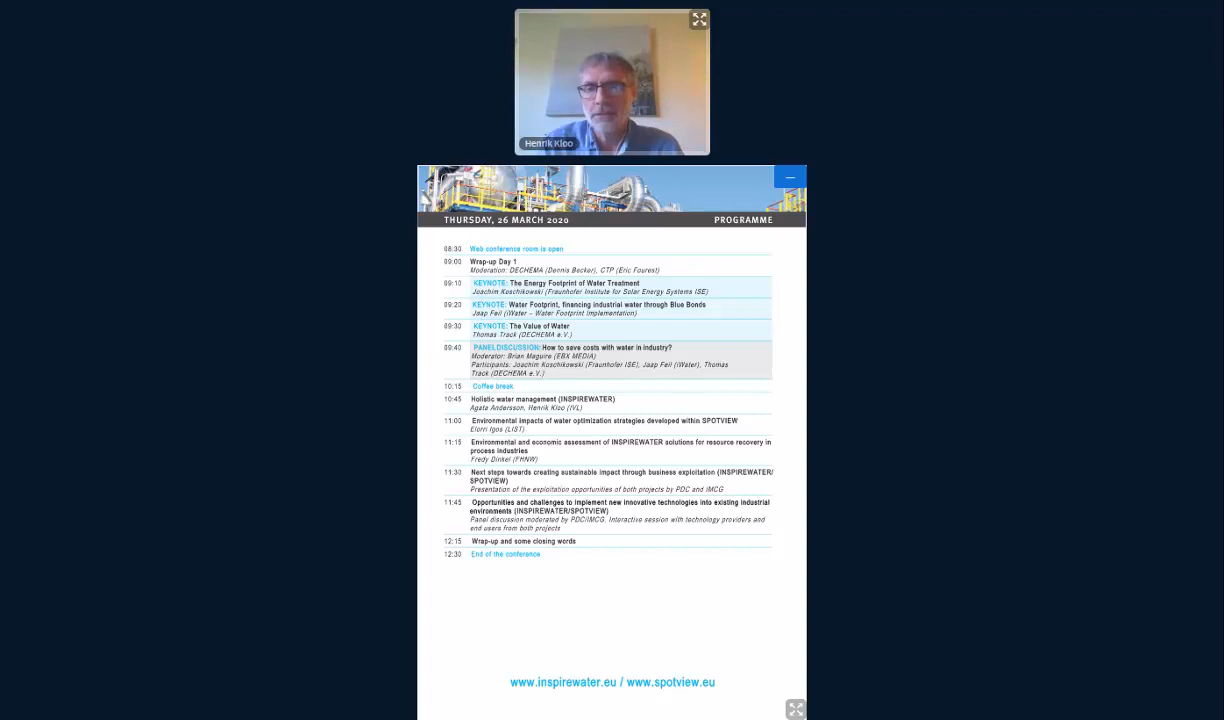 Henrik Kloo
THURSDAY, 26 MARCH 2020 PROGRAMME
08:30 Web conference room is open
09:00 Wrap-up Day 1
Moderation: DECHEMA (Dennis Becker), CTP (Eric Fourest)
09:10 KEYNOTE: The Energy Footprint of Water Treatment
Joachim Koschikowski (Fraunhofer Institute for Solar Energy Systems ISE)
09:20 KEYNOTE: Water Footprint, financing industrial water through Blue Bonds
Jaap Feil (iWater – Water Footprint Implementation)
09:30 KEYNOTE: The Value of Water
Thomas Track (DECHEMA e.V.)
09:40 PANEL DISCUSSION: How to save costs with water in industry?
Moderator: Brian Maguire (EBX MEDIA)
Participants: Joachim Koschikowski (Fraunhofer ISE), Jaap Feil (iWater), Thomas
Track (DECHEMA e.V.)
10:15 Coffee break
10:45 Holistic water management (INSPIREWATER)
Agata Andersson, Henrik Kloo (IVL)
11:00 Environmental impacts of water optimization strategies developed within SPOTVIEW
Elorri Igos (LIST)
11:15 Environmental and economic assessment of INSPIREWATER solutions for resource recovery in
process industries
Fredy Dinkel (FHNW)
11:30 Next steps towards creating sustainable impact through business exploitation (INSPIREWATER/
SPOTVIEW)
Presentation of the exploitation opportunities of both projects by PDC and IMCG
11:45 Opportunities and challenges to implement new innovative technologies into existing industrial
environments (INSPIREWATER/SPOTVIEW)
Panel discussion moderated by PDC/IMCG. Interactive session with technology providers and
end users from both projects
12:15 Wrap-up and some closing words
12:30 End of the conference
www.inspirewater.eu / www.spotview.eu